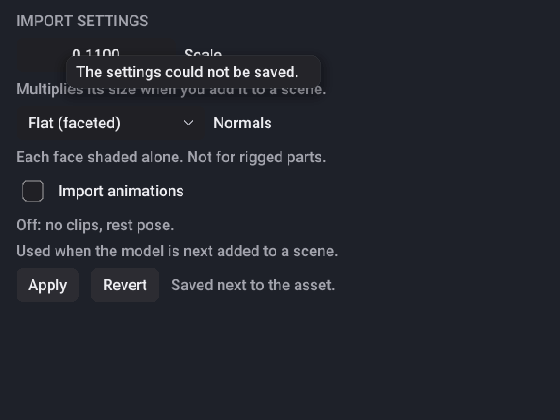 IMPORT SETTINGS
0.1100 Scale
The settings could not be saved.
Multiplies its size when you add it to a scene.
Flat (faceted) Normals
Each face shaded alone. Not for rigged parts.
Import animations
Off: no clips, rest pose.
Used when the model is next added to a scene.
Apply Revert Saved next to the asset.